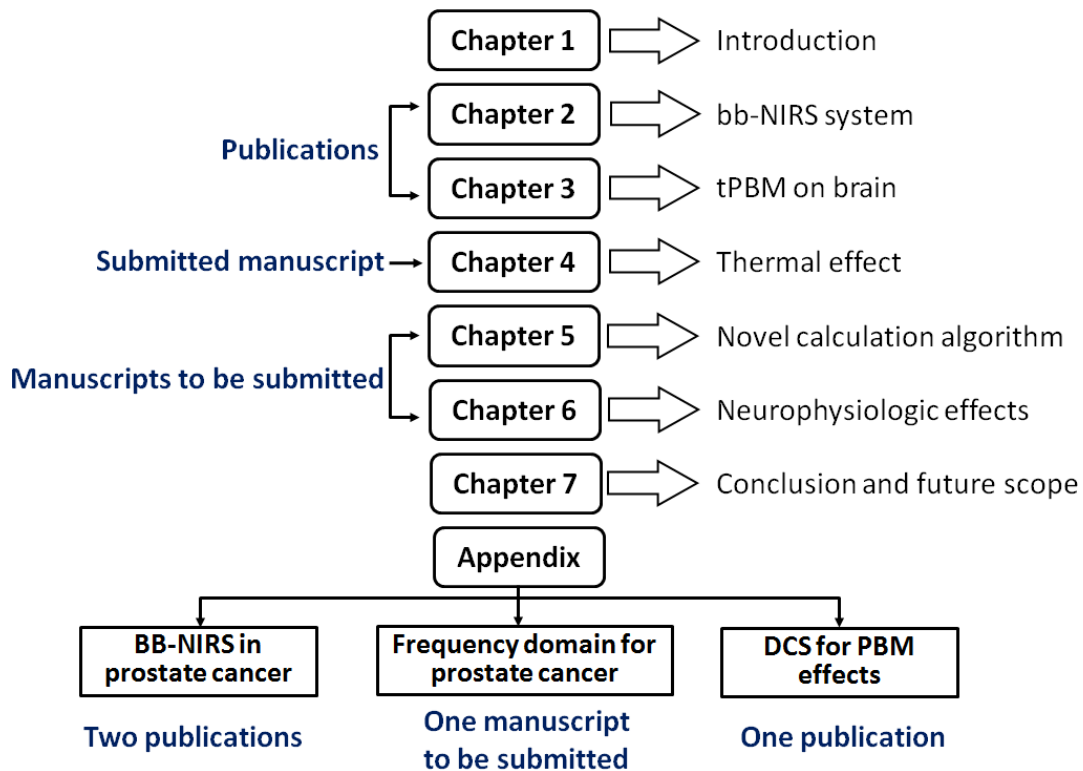 Chapter 1
Introduction
Publications
Chapter 2
bb-NIRS system
Chapter 3
tPBM on brain
Submitted manuscript
Chapter 4
Thermal effect
Manuscripts to be submitted
Chapter 5
Novel calculation algorithm
Chapter 6
Neurophysiologic effects
Chapter 7
Conclusion and future scope
Appendix
BB-NIRS in
prostate cancer
Two publications
Frequency domain for
prostate cancer
One manuscript
to be submitted
DCS for PBM
effects
One publication